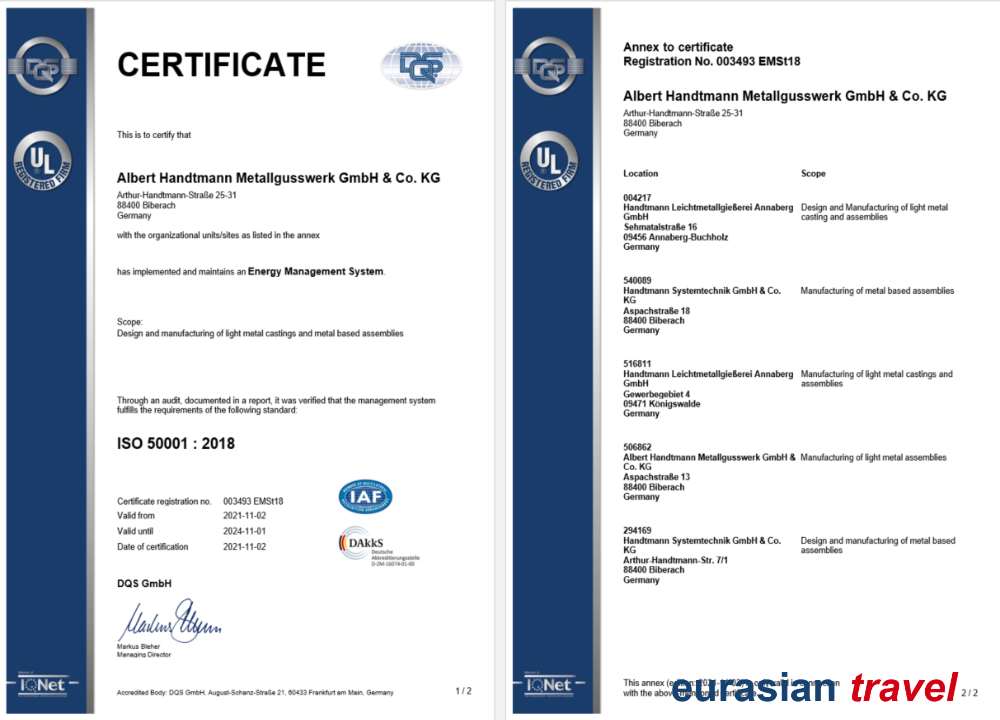 DQS
UL
REGISTERED FIRM
CERTIFICATE
DQS
This is to certify that
Albert Handtmann Metallgusswerk GmbH & Co. KG
Arthur-Handtmann-Straße 25-31
88400 Biberach
Germany
with the organizational units/sites as listed in the annex
has implemented and maintains an Energy Management System.
Scope:
Design and manufacturing of light metal castings and metal based assemblies
Through an audit, documented in a report, it was verified that the management system
fulfills the requirements of the following standard:
ISO 50001 : 2018
Certificate registration no. 003493 EMSt18
Valid from 2021-11-02
Valid until 2024-11-01
Date of certification 2021-11-02
IAF
DAkkS
Deutsche
Akkreditierungsstelle
D-ZM-16074-01-00
DQS GmbH
Markus Bleher
Managing Director
IQNet
Accredited Body: DQS GmbH, August-Schanz-Straße 21, 60433 Frankfurt am Main, Germany
1 / 2
DQS
UL
REGISTERED FIRM
Annex to certificate
Registration No. 003493 EMSt18
Albert Handtmann Metallgusswerk GmbH & Co. KG
Arthur-Handtmann-Straße 25-31
88400 Biberach
Germany
Location Scope
004217
Handtmann Leichtmetallgießerei Annaberg Design and Manufacturing of light metal
GmbH casting and assemblies
Sehmatalstraße 16
09456 Annaberg-Buchholz
Germany
540089
Handtmann Systemtechnik GmbH & Co. Manufacturing of metal based assemblies
KG
Aspachstraße 18
88400 Biberach
Germany
516811
Handtmann Leichtmetallgießerei Annaberg Manufacturing of light metal castings and
GmbH assemblies
Gewerbegebiet 4
09471 Königswalde
Germany
506862
Albert Handtmann Metallgusswerk GmbH & Manufacturing of light metal assemblies
Co. KG
Aspachstraße 13
88400 Biberach
Germany
294169
Handtmann Systemtechnik GmbH & Co. Design and manufacturing of metal based
KG assemblies
Arthur-Handtmann-Str. 7/1
88400 Biberach
Germany
IQNet
This annex
with the
eurasian travel
2 / 2